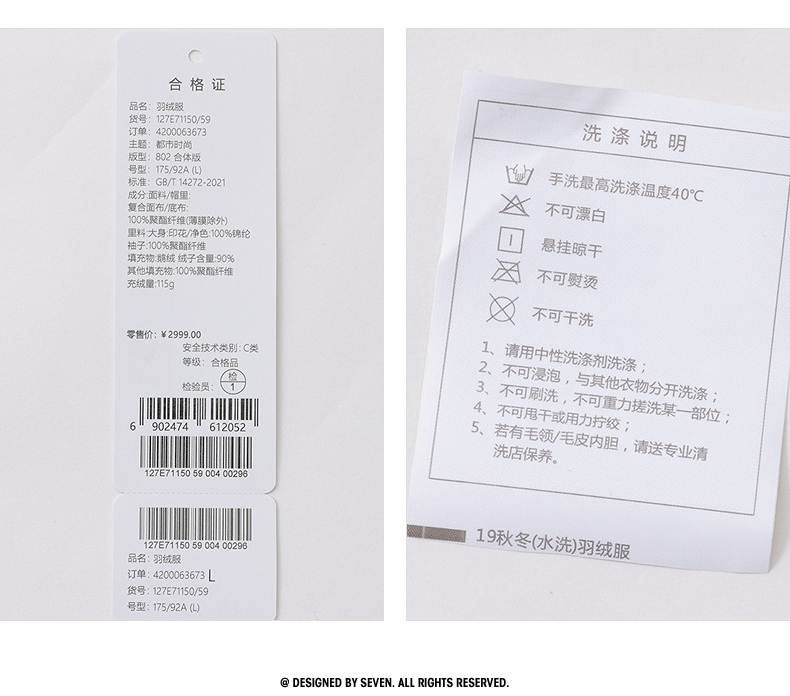 合格证
品名：羽绒服
货号：127E71150/59
订单：4200063673
主题：都市时尚
版型：802 合体版
号型：175/92A (L)
标准：GB/T 14272-2021
成分:面料/帽里:
复合面布/底布:
100%聚酯纤维(薄膜除外)
里料:大身:印花/净色:100%锦纶
袖子:100%聚酯纤维
填充物:鹅绒 绒子含量:90%
其他填充物:100%聚酯纤维
充绒量:115g
零售价：¥2999.00
安全技术类别：C类
等级：合格品
检验员：检1
6 902474 612052
127E71150 59 004 00296
127E71150 59 004 00296
品名：羽绒服
订单：4200063673 L
货号：127E71150/59
号型：175/92A (L)
洗涤说明
手洗最高洗涤温度40℃
不可漂白
悬挂晾干
不可熨烫
不可干洗
1、请用中性洗涤剂洗涤；
2、不可浸泡，与其他衣物分开洗涤；
3、不可刷洗，不可重力搓洗某一部位；
4、不可甩干或用力拧绞；
5、若有毛领/毛皮内胆，请送专业清
洗店保养。
19秋冬(水洗)羽绒服
@ DESIGNED BY SEVEN. ALL RIGHTS RESERVED.